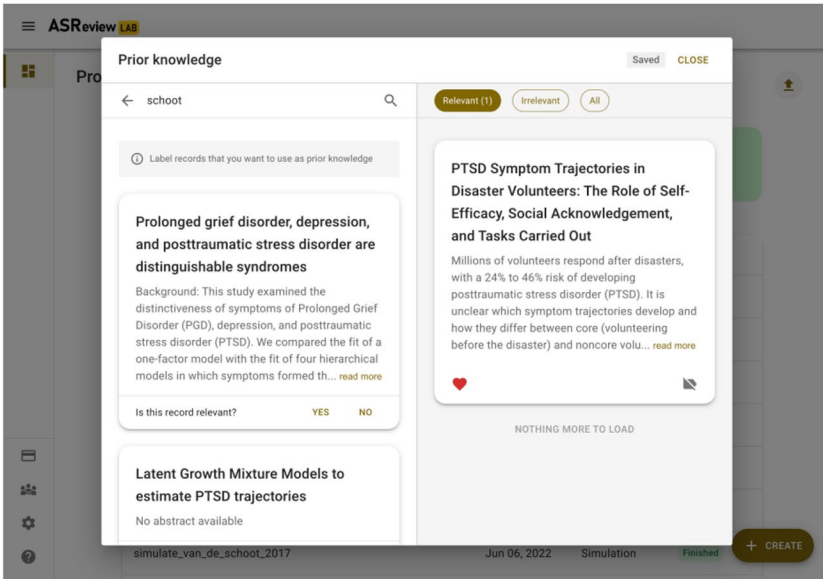 ASReview LAB
Pro
Prior knowledge
Saved
CLOSE
schoot
Label records that you want to use as prior knowledge
Prolonged grief disorder, depression,
and posttraumatic stress disorder are
distinguishable syndromes
Background: This study examined the
distinctiveness of symptoms of Prolonged Grief
Disorder (PGD), depression, and posttraumatic
stress disorder (PTSD). We compared the fit of a
one-factor model with the fit of four hierarchical
models in which symptoms formed th... read more
Is this record relevant? YES NO
Latent Growth Mixture Models to
estimate PTSD trajectories
No abstract available
Relevant (1) Irrelevant All
PTSD Symptom Trajectories in
Disaster Volunteers: The Role of Self-
Efficacy, Social Acknowledgement,
and Tasks Carried Out
Millions of volunteers respond after disasters,
with a 24% to 46% risk of developing
posttraumatic stress disorder (PTSD). It is
unclear which symptom trajectories develop and
how they differ between core (volunteering
before the disaster) and noncore volu... read more
NOTHING MORE TO LOAD
simulate_van_de_schoot_2017 Jun 06, 2022 Simulation Finished
+ CREATE